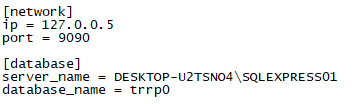 [network]
ip = 127.0.0.5
port = 9090

[database]
server_name = DESKTOP-U2TSNO4\SQLEXPRESS01
database_name = trrp0